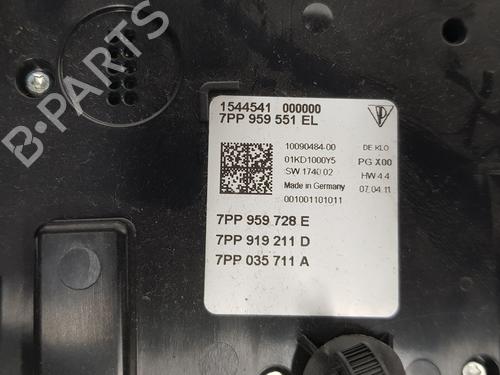 1544541 000000
7PP 959 551 EL
10090484-00 DE KLO
01KD1000Y5 PG X00
SW 1740 02 HW 4.4
Made in Germany 07.04.11
001001101011
7PP 959 728 E
7PP 919 211 D
7PP 035 711 A
B-PARTS